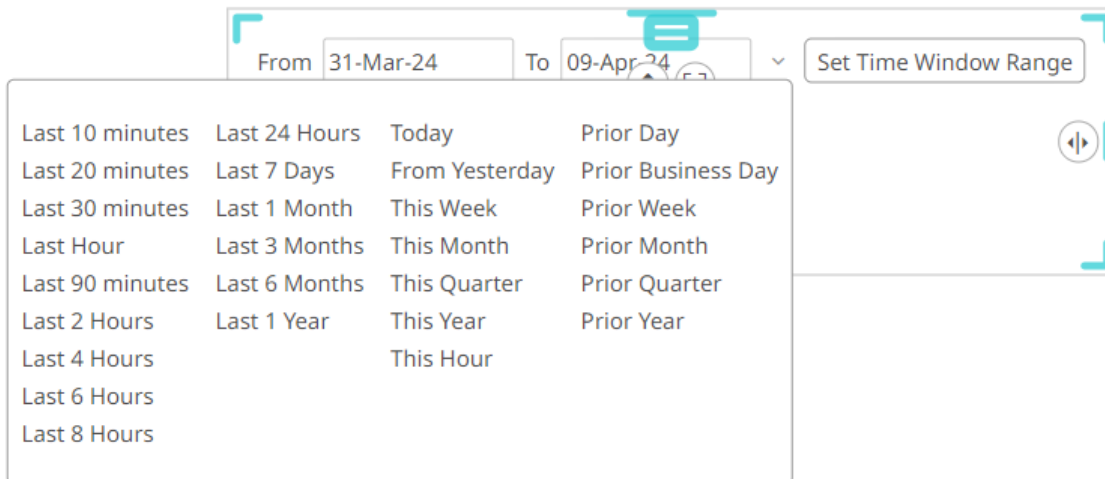 From 31-Mar-24 To 09-Apr-24 Set Time Window Range
Last 10 minutes Last 24 Hours Today Prior Day
Last 20 minutes Last 7 Days From Yesterday Prior Business Day
Last 30 minutes Last 1 Month This Week Prior Week
Last Hour Last 3 Months This Month Prior Month
Last 90 minutes Last 6 Months This Quarter Prior Quarter
Last 2 Hours Last 1 Year This Year Prior Year
Last 4 Hours This Hour
Last 6 Hours
Last 8 Hours